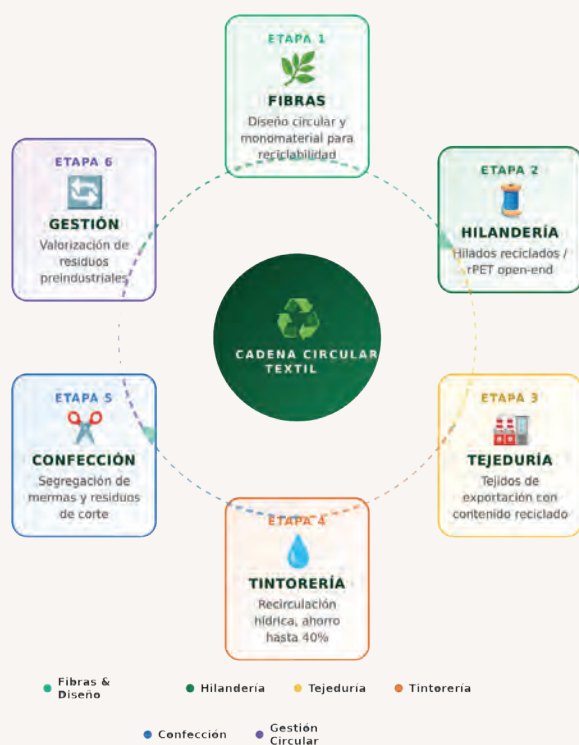 ETAPA 1
FIBRAS
Diseño circular y
monomaterial para
reciclabilidad
ETAPA 2
HILANDERÍA
Hilados reciclados /
rPET open-end
ETAPA 3
TEJEDURÍA
Tejidos de
exportación con
contenido reciclado
ETAPA 4
TINTORERÍA
Recirculación
hídrica, ahorro
hasta 40%
ETAPA 5
CONFECCIÓN
Segregación de
mermas y residuos
de corte
ETAPA 6
GESTIÓN
Valorización de
residuos
preindustriales
CADENA CIRCULAR
TEXTIL
Fibras &
Diseño
Hilandería
Tejeduría
Tintorería
Confección
Gestión
Circular